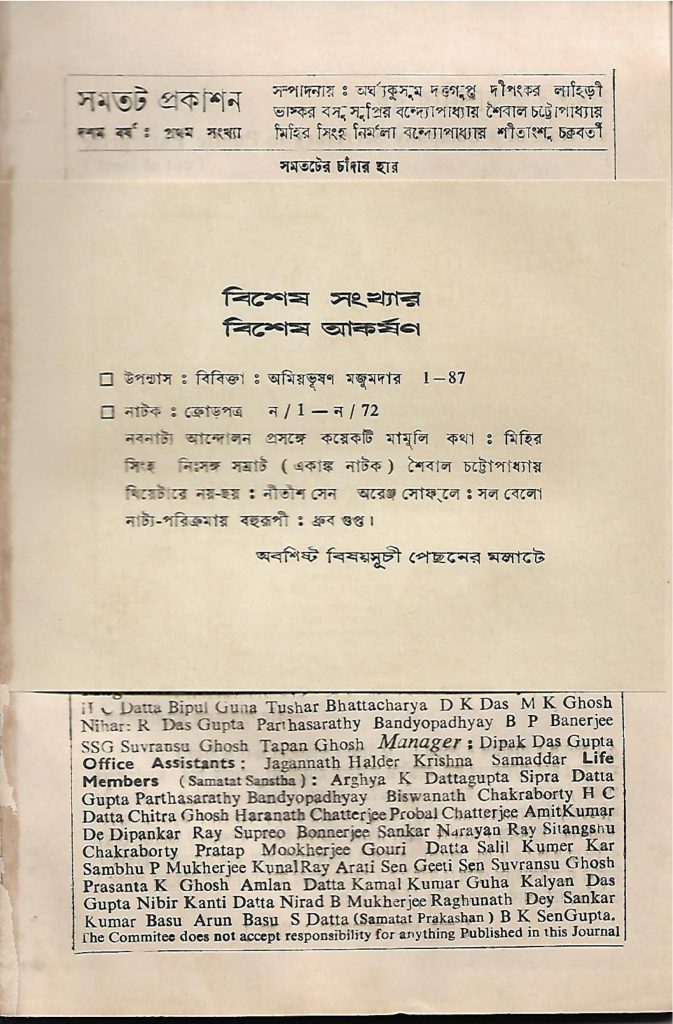 সমতট প্রকাশন
দশম বর্ষ : প্রথম সংখ্যা
সম্পাদনায় : অর্ঘ্যকুসুম দত্তগুপ্ত দীপংকর লাহিড়ী
ভাস্কর বসু সুপ্রিয় বন্দ্যোপাধ্যায় শৈবাল চট্টোপাধ্যায়
মিহির সিংহ নির্মাল্য বন্দ্যোপাধ্যায় শীতাংশু চক্রবর্তী
সমতটের চাঁদার হার
বিশেষ সংখ্যার
বিশেষ আকর্ষণ
□ উপন্যাস : বিবিক্তা : অমিয়ভূষণ মজুমদার 1–87
□ নাটক : ক্রোড়পত্র ন / 1 — ন / 72
নবনাট্য আন্দোলন প্রসঙ্গে কয়েকটি মামুলি কথা : মিহির
সিংহ নিঃসঙ্গ সম্রাট ( একাঙ্ক নাটক ) শৈবাল চট্টোপাধ্যায়
থিয়েটারে নয়-ছয় : নীতীশ সেন অরেঞ্জ সোফ্‌লে : সল বেলো
নাট্য-পরিক্রমায় বহুরূপী : ধ্রুব গুপ্ত।
অবশিষ্ট বিষয়সূচী পেছনের মলাটে
H C Datta Bipul Guha Tushar Bhattacharya D K Das M K Ghosh
Nihar R Das Gupta Parthasarathy Bandyopadhyay B P Banerjee
SSG Suvransu Ghosh Tapan Ghosh Manager : Dipak Das Gupta
Office Assistants : Jagannath Halder Krishna Samaddar Life
Members (Samatat Sanstha) : Arghya K Dattagupta Sipra Datta
Gupta Parthasarathy Bandyopadhyay Biswanath Chakraborty H C
Datta Chitra Ghosh Haranath Chatterjee Probal Chatterjee AmitKumar
De Dipankar Ray Supreo Bonnerjee Sankar Narayan Ray Sitangshu
Chakraborty Pratap Mookherjee Gouri Datta Salil Kumer Kar
Sambhu P Mukherjee KunalRay Arati Sen Geeti Sen Suvransu Ghosh
Prasanta K Ghosh Amlan Datta Kamal Kumar Guha Kalyan Das
Gupta Nibir Kanti Datta Nirad B Mukherjee Raghunath Dey Sankar
Kumar Basu Arun Basu S Datta (Samatat Prakashan) B K SenGupta.
The Commitee does not accept responsibility for anything Published in this Journal